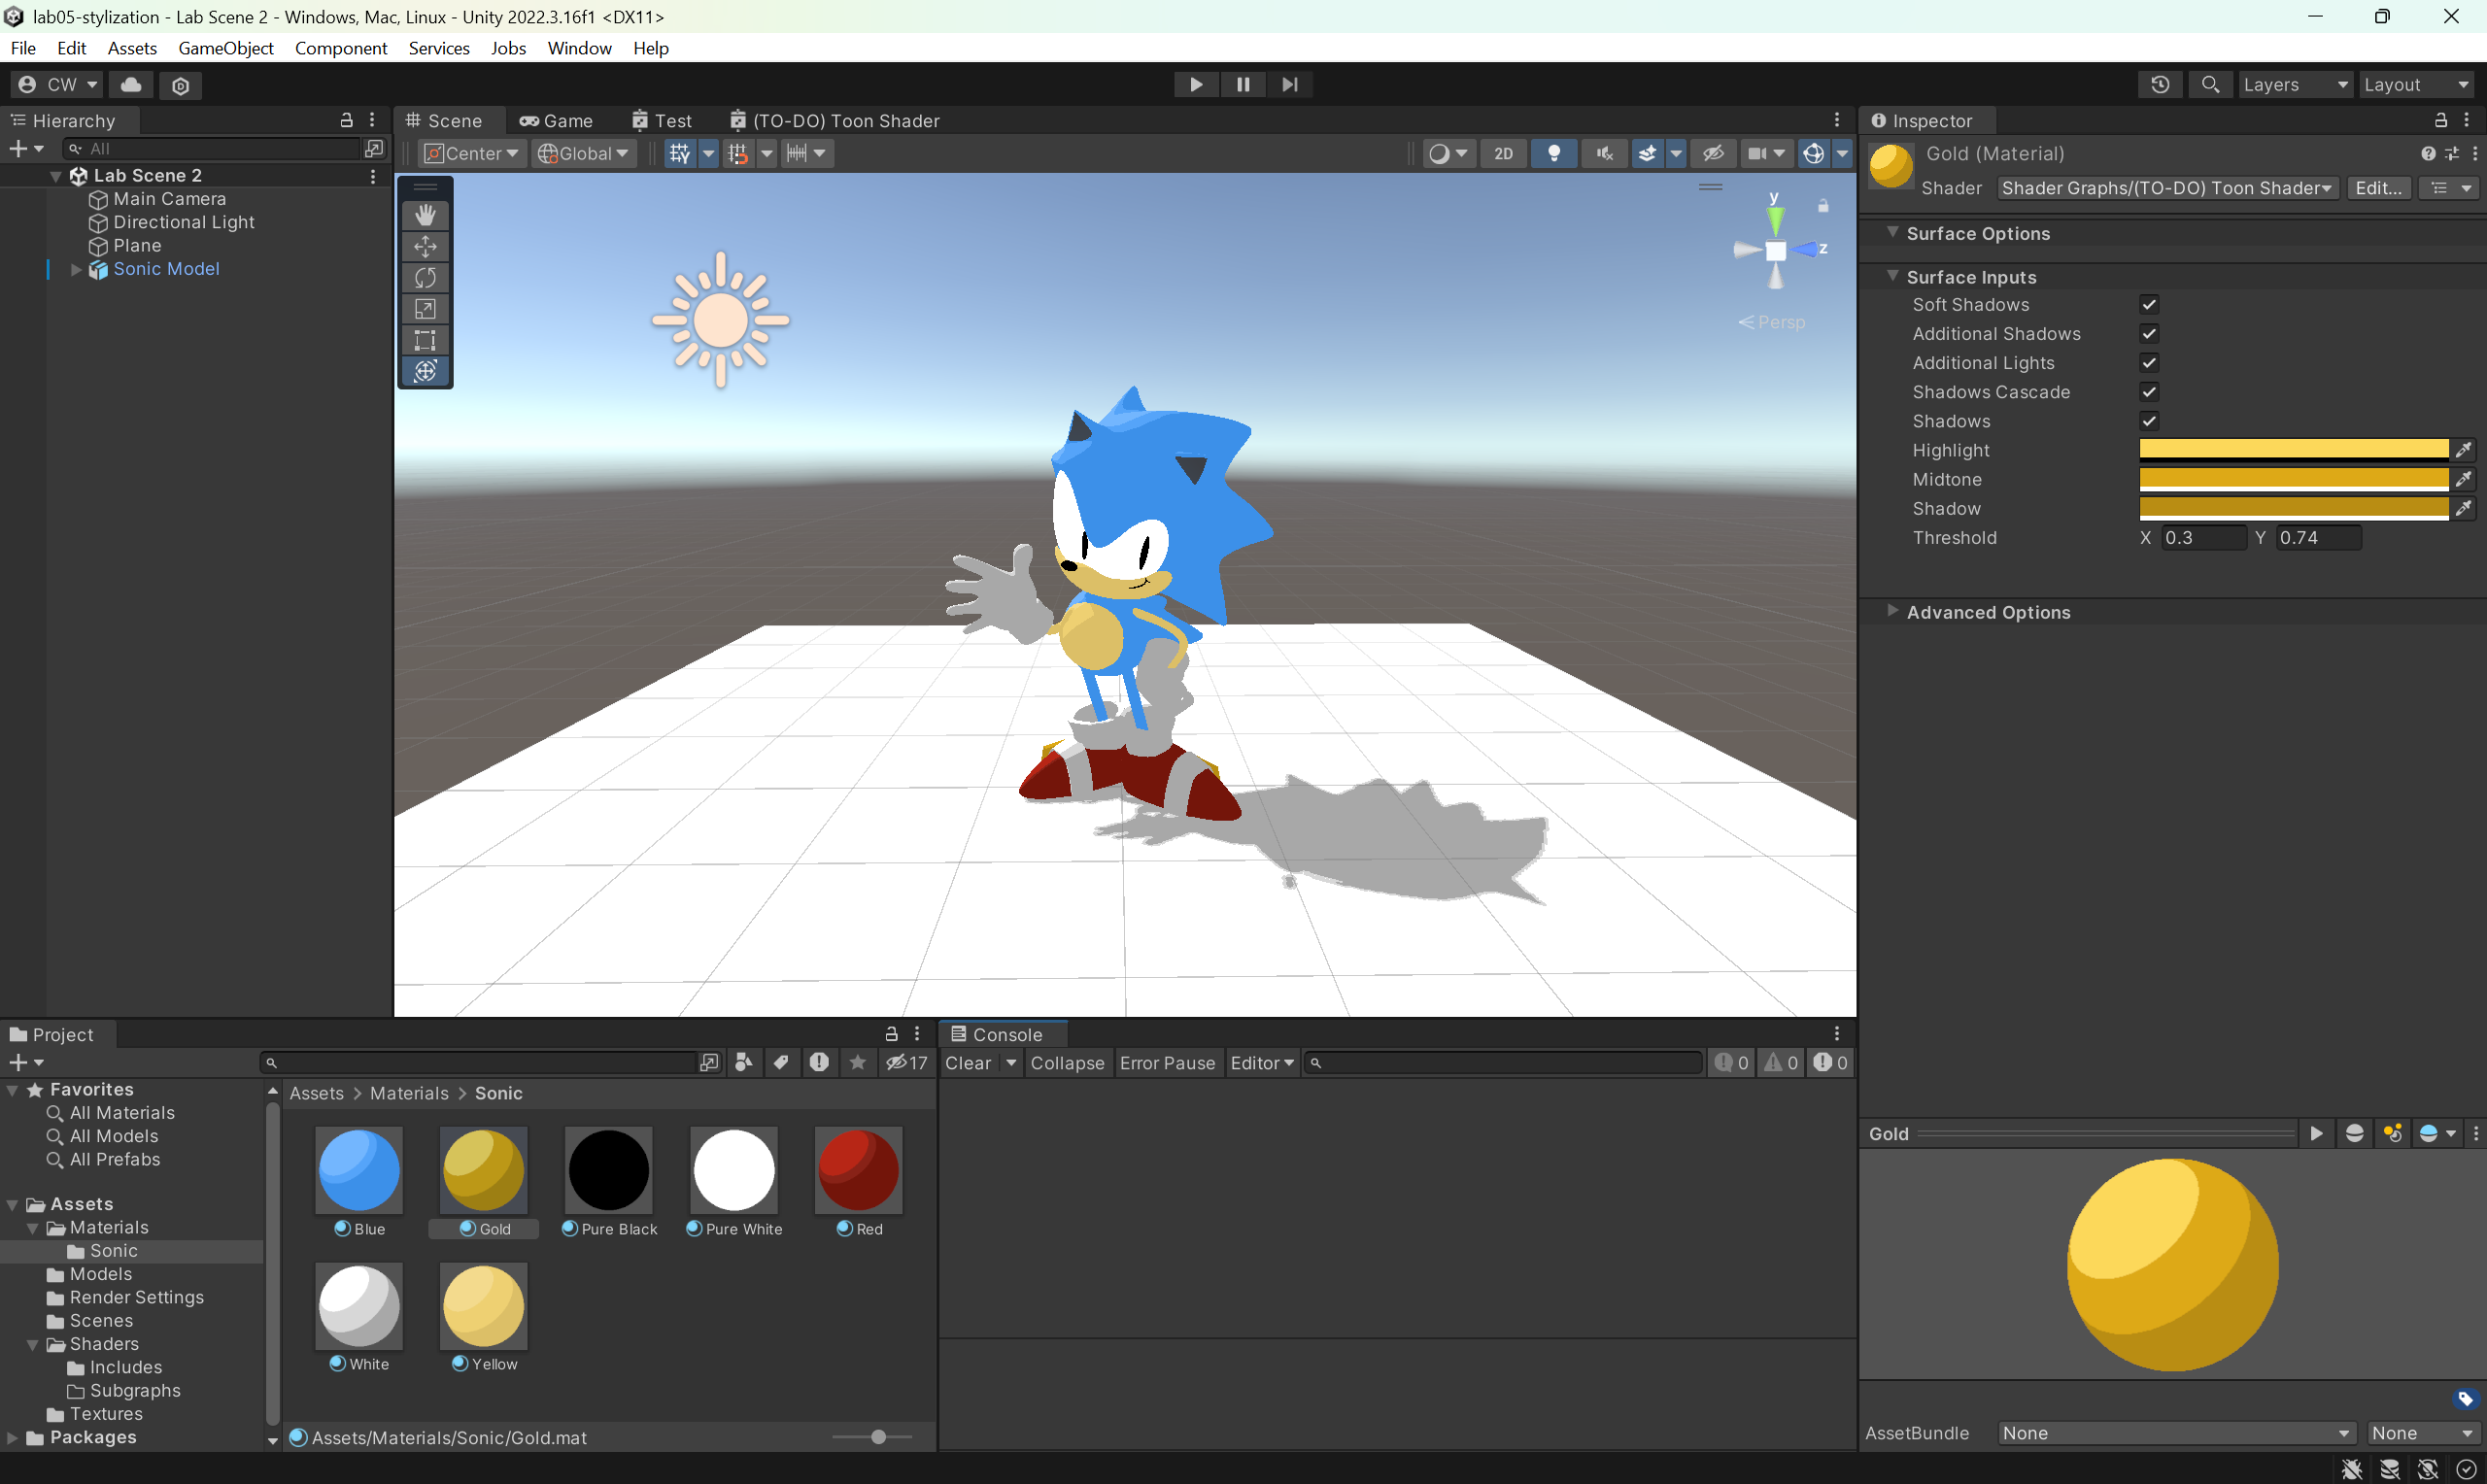 lab05-stylization - Lab Scene 2 - Windows, Mac, Linux - Unity 2022.3.16f1 <DX11>
File Edit Assets GameObject Component Services Jobs Window Help
CW
Layers Layout
Hierarchy
All
Lab Scene 2
Main Camera
Directional Light
Plane
Sonic Model
Scene Game Test (TO-DO) Toon Shader
Center Global 2D
y
z
Persp
Inspector
Gold (Material)
Shader Shader Graphs/(TO-DO) Toon Shader Edit...
Surface Options
Surface Inputs
Soft Shadows
Additional Shadows
Additional Lights
Shadows Cascade
Shadows
Highlight
Midtone
Shadow
Threshold X 0.3 Y 0.74
Advanced Options
Project
17
Favorites
All Materials
All Models
All Prefabs
Assets
Materials
Sonic
Models
Render Settings
Scenes
Shaders
Includes
Subgraphs
Textures
Packages
Assets > Materials > Sonic
Blue Gold Pure Black Pure White Red
White Yellow
Assets/Materials/Sonic/Gold.mat
Console
Clear Collapse Error Pause Editor 0 0 0
Gold
AssetBundle None None